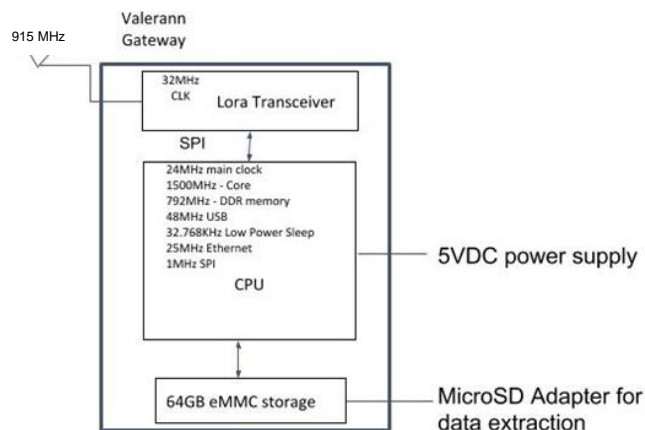 Valerann
Gateway
915 MHz
32MHz
CLK
Lora Transceiver
SPI
24MHz main clock
1500MHz - Core
792MHz - DDR memory
48MHz USB
32.768KHz Low Power Sleep
25MHz Ethernet
1MHz SPI
CPU
5VDC power supply
64GB eMMC storage
MicroSD Adapter for
data extraction